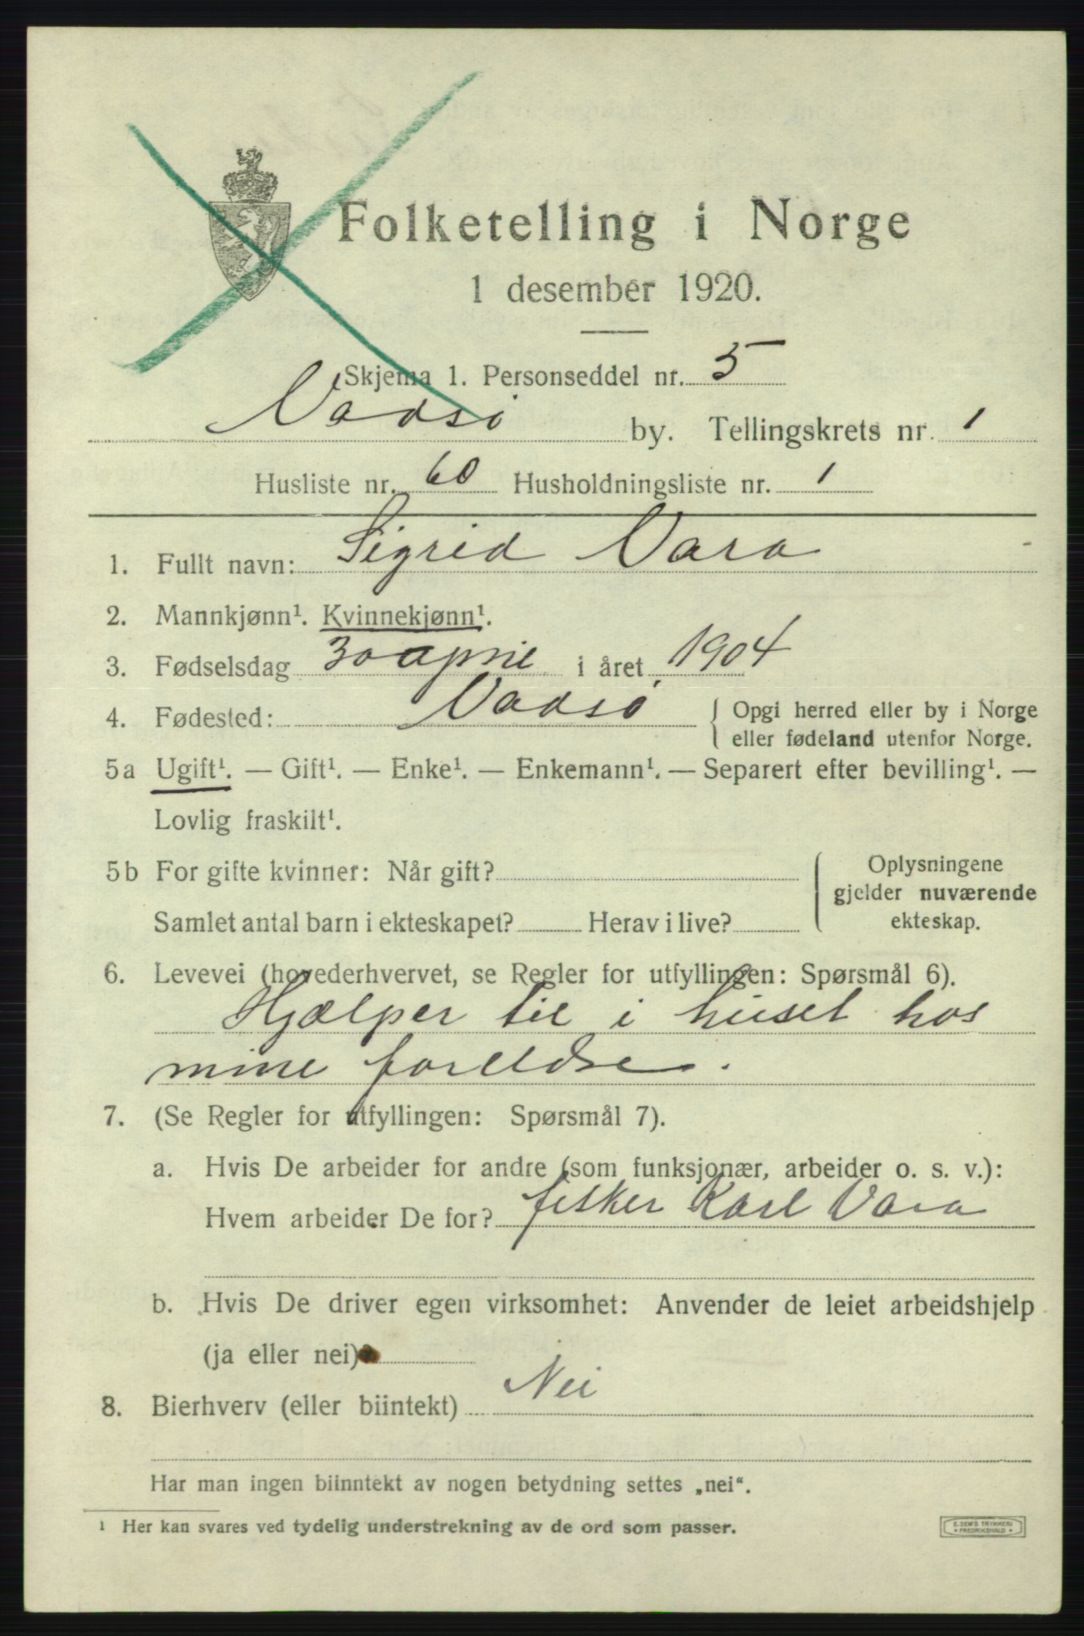 Folketelling i Norge
1 desember 1920.
Skjema 1. Personseddel nr. 5
Vadsø by. Tellingskrets nr. 1
Husliste nr. 60 Husholdningsliste nr. 1
1. Fullt navn: Sigrid Vara
2. Mannkjønn¹. Kvinnekjønn¹.
3. Fødselsdag 30 april i året 1904
4. Fødested: Vadsø { Opgi herred eller by i Norge
eller fødeland utenfor Norge.
5a Ugift¹. — Gift¹. — Enke¹. — Enkemann¹. — Separert efter bevilling¹. —
Lovlig fraskilt¹.
5b For gifte kvinner: Når gift?
Samlet antal barn i ekteskapet? Herav i live?
Oplysningene
gjelder nuværende
ekteskap.
6. Levevei (hovederhvervet, se Regler for utfyllingen: Spørsmål 6).
Hjælper til i huset hos
mine foreldre.
7. (Se Regler for utfyllingen: Spørsmål 7).
a. Hvis De arbeider for andre (som funksjonær, arbeider o. s. v.):
Hvem arbeider De for? fisker Karl Vara
b. Hvis De driver egen virksomhet: Anvender de leiet arbeidshjelp
(ja eller nei)
8. Bierhverv (eller biintekt) Nei
Har man ingen biinntekt av nogen betydning settes „nei“.
¹ Her kan svares ved tydelig understrekning av de ord som passer.
E. SEM'S TRYKKERI
• FREDRIKSHALD •